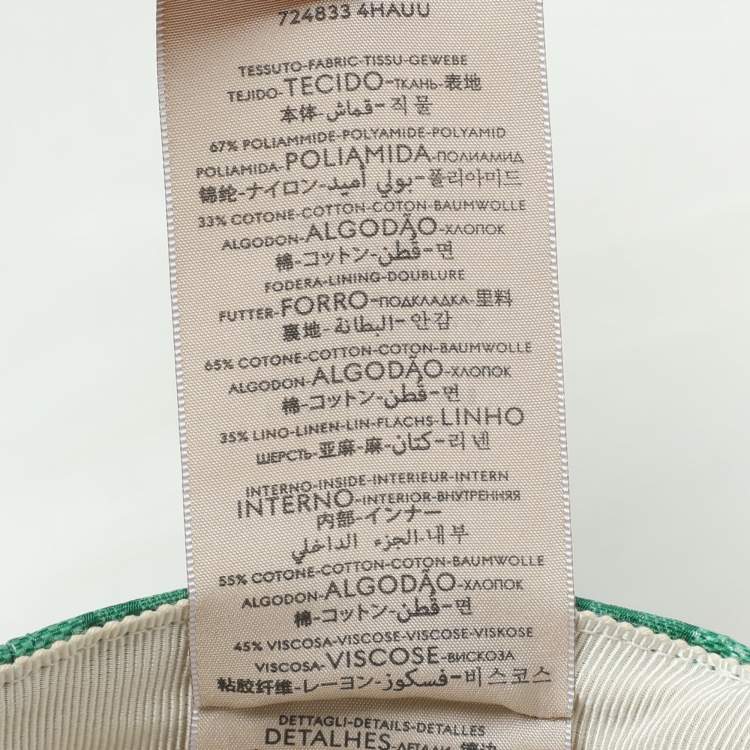 724833 4HAUU
TESSUTO-FABRIC-TISSU-GEWEBE
TEJIDO-TECIDO-ТКАНЬ-表地
本体-قماش-직물
67% POLIAMMIDE-POLYAMIDE-POLYAMID
POLIAMIDA-POLIAMIDA-ПОЛИАМИД
锦纶-ナイロン-بولي أميد-폴리아미드
33% COTONE-COTTON-COTON-BAUMWOLLE
ALGODON-ALGODÃO-ХЛОПОК
棉-コットン-قطن-면
FODERA-LINING-DOUBLURE
FUTTER-FORRO-ПОДКЛАДКА-里料
裏地-البطانة-안감
65% COTONE-COTTON-COTON-BAUMWOLLE
ALGODON-ALGODÃO-ХЛОПОК
棉-コットン-قطن-면
35% LINO-LINEN-LIN-FLACHS-LINHO
ШЕРСТЬ-亚麻-麻-كتان-리넨
INTERNO-INSIDE-INTERIEUR-INTERN
INTERNO-INTERIOR-ВНУТРЕННЯЯ
内部-インナー
الجزء الداخلي-내부
55% COTONE-COTTON-COTON-BAUMWOLLE
ALGODON-ALGODÃO-ХЛОПОК
棉-コットン-قطن-면
45% VISCOSA-VISCOSE-VISCOSE-VISKOSE
VISCOSA-VISCOSE-ВИСКОЗА
粘胶纤维-レーヨン-فسكوز-비스코스
DETTAGLI-DETAILS-DETALLES
DETALHES-ДЕТАЛИ-镶边